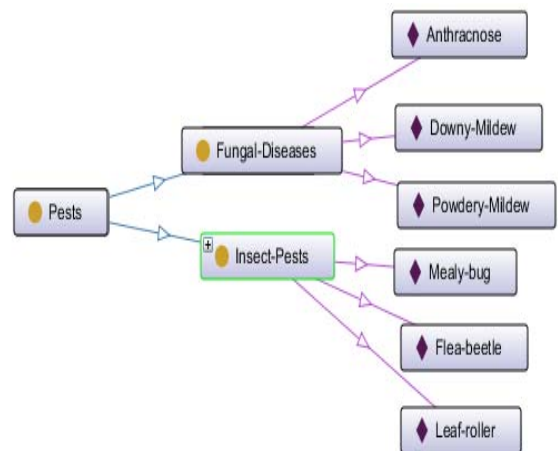 Anthracnose
Downy-Mildew
Fungal-Diseases
Powdery-Mildew
Pests
Insect-Pests
Mealy-bug
Flea-beetle
Leaf-roller